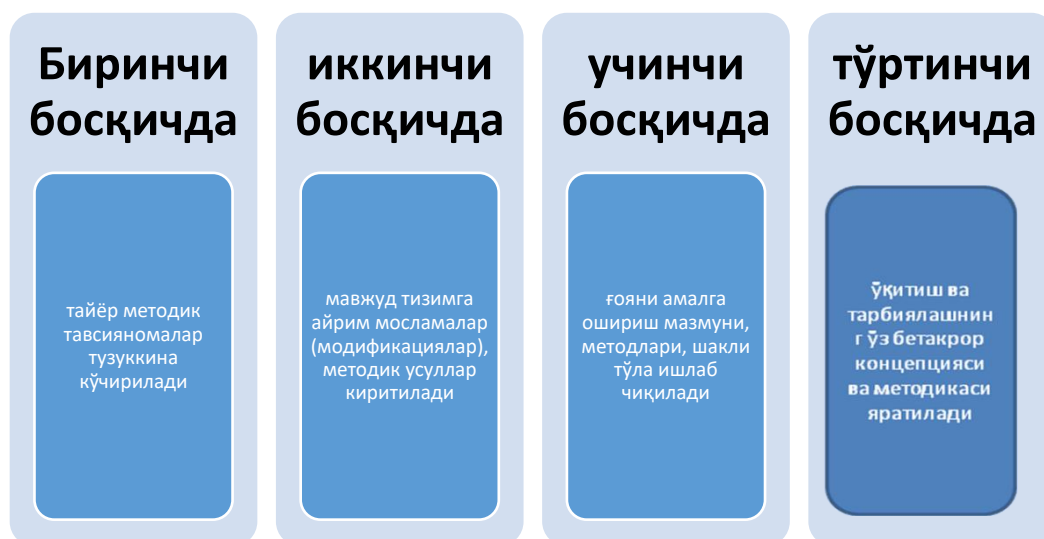 Биринчи
босқичда
тайёр методик
тавсияномалар
тузуккина
кўчирилади
иккинчи
босқичда
мавжуд тизимга
айрим мосламалар
(модификациялар),
методик усуллар
киритилади
учинчи
босқичда
ғояни амалга
ошириш мазмуни,
методлари, шакли
тўла ишлаб
чиқилади
тўртинчи
босқичда
ўқитиш ва
тарбиялашнин
г ўз бетакрор
концепцияси
ва методикаси
яратилади